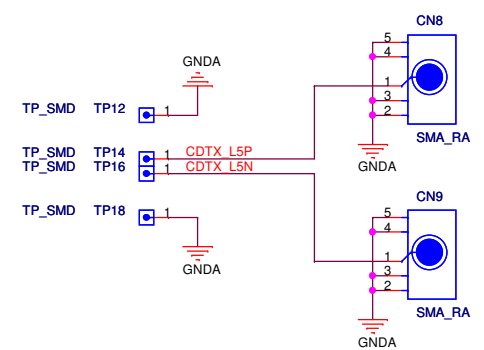 CN8
5
4
GNDA
1
TP_SMD TP12 1
3
2
SMA_RA
TP_SMD TP14 1 CDTX_L5P
TP_SMD TP16 1 CDTX_L5N
GNDA
CN9
TP_SMD TP18 1
5
4
GNDA
1
3
2
SMA_RA
GNDA